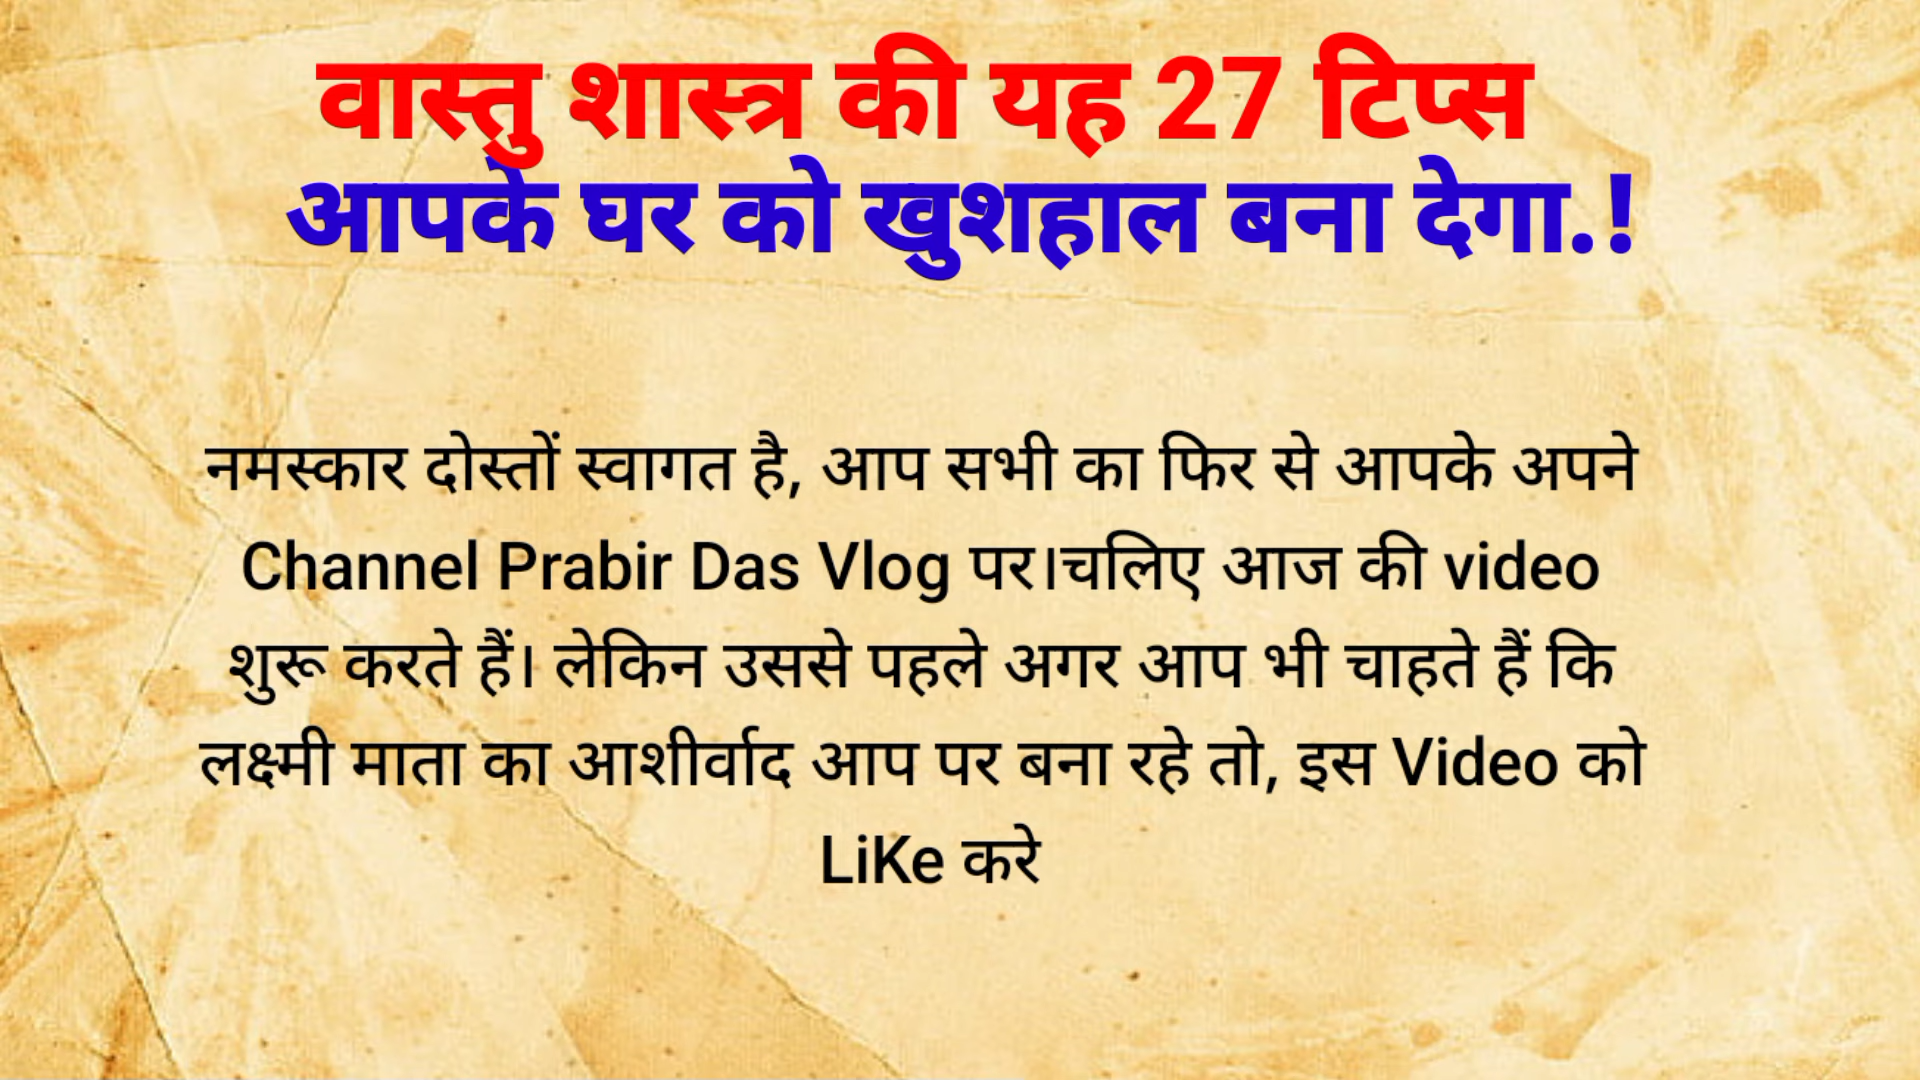 वास्तु शास्त्र की यह 27 टिप्स
आपके घर को खुशहाल बना देगा.!
नमस्कार दोस्तों स्वागत है, आप सभी का फिर से आपके अपने
Channel Prabir Das Vlog पर।चलिए आज की video
शुरू करते हैं। लेकिन उससे पहले अगर आप भी चाहते हैं कि
लक्ष्मी माता का आशीर्वाद आप पर बना रहे तो, इस Video को
LiKe करे